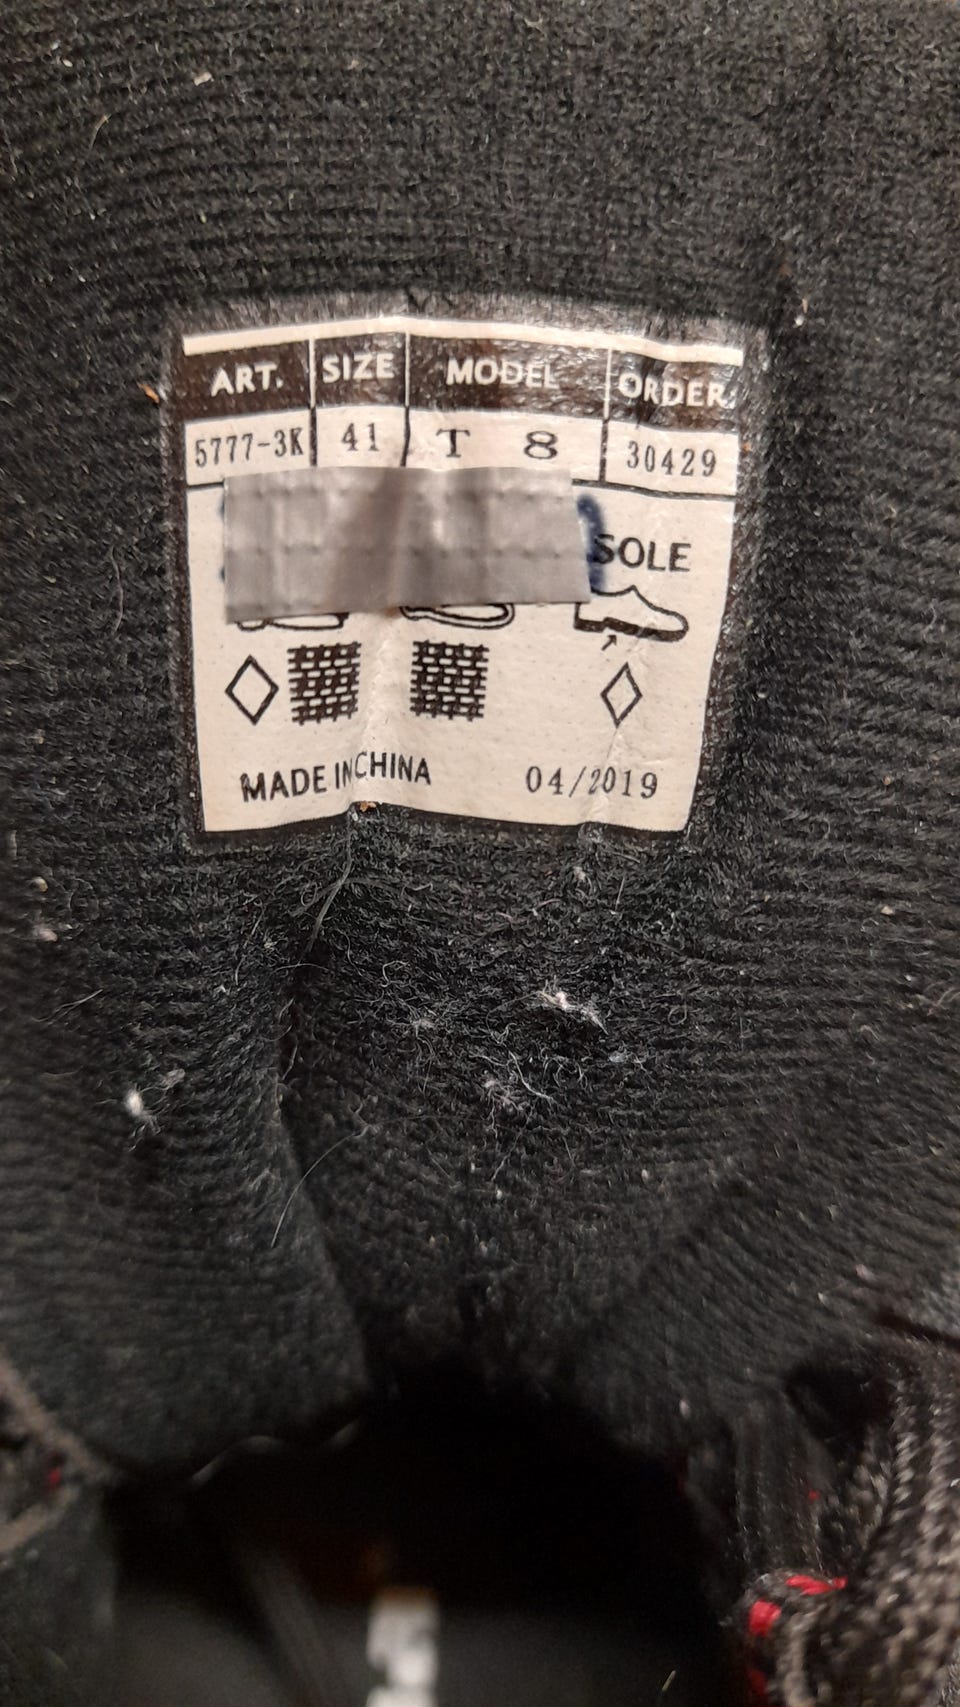 ART. SIZE MODEL ORDER:
5777-3K 41 T 8 30429
SOLE
MADE IN CHINA 04/2019